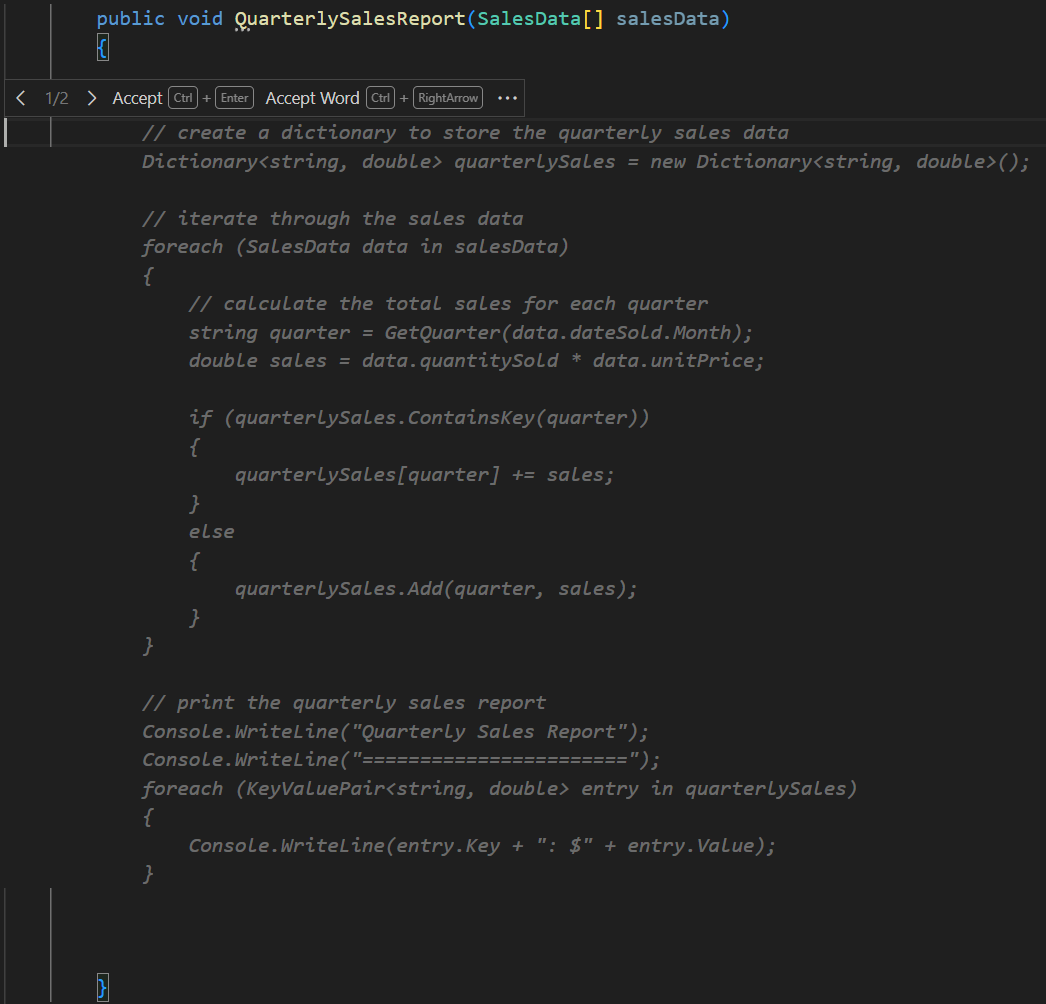 public void QuarterlySalesReport(SalesData[] salesData)
{
1/2 Accept Ctrl + Enter Accept Word Ctrl + RightArrow ···
// create a dictionary to store the quarterly sales data
Dictionary<string, double> quarterlySales = new Dictionary<string, double>();
// iterate through the sales data
foreach (SalesData data in salesData)
{
// calculate the total sales for each quarter
string quarter = GetQuarter(data.dateSold.Month);
double sales = data.quantitySold * data.unitPrice;
if (quarterlySales.ContainsKey(quarter))
{
quarterlySales[quarter] += sales;
}
else
{
quarterlySales.Add(quarter, sales);
}
}
// print the quarterly sales report
Console.WriteLine("Quarterly Sales Report");
Console.WriteLine("=======================");
foreach (KeyValuePair<string, double> entry in quarterlySales)
{
Console.WriteLine(entry.Key + ": $" + entry.Value);
}
}